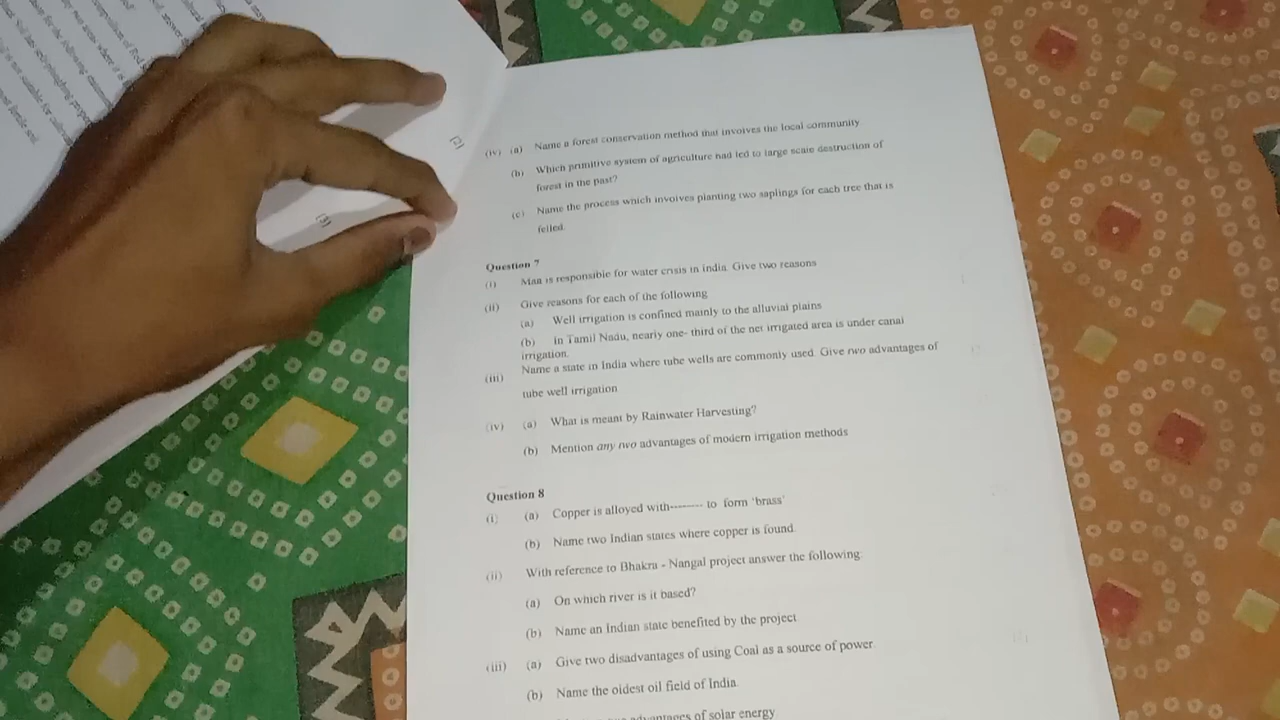 [2]
[3]
(iv) (a) Name a forest conservation method that involves the local community
(b) Which primitive system of agriculture had led to large scale destruction of
forest in the past?
(c) Name the process which involves planting two saplings for each tree that is
felled.
Question 7
(i) Man is responsible for water crisis in india. Give two reasons
(ii) Give reasons for each of the following
(a) Well irrigation is confined mainly to the alluvial plains
(b) in Tamil Nadu, nearly one- third of the net irrigated area is under canal
irrigation.
(iii) Name a state in India where tube wells are commonly used. Give two advantages of
tube well irrigation
(iv) (a) What is meant by Rainwater Harvesting?
(b) Mention any two advantages of modern irrigation methods
Question 8
(i) (a) Copper is alloyed with-------- to form 'brass'
(b) Name two Indian states where copper is found.
(ii) With reference to Bhakra - Nangal project answer the following:
(a) On which river is it based?
(b) Name an Indian state benefited by the project
(iii) (a) Give two disadvantages of using Coal as a source of power
(b) Name the oldest oil field of India.
advantages of solar energy